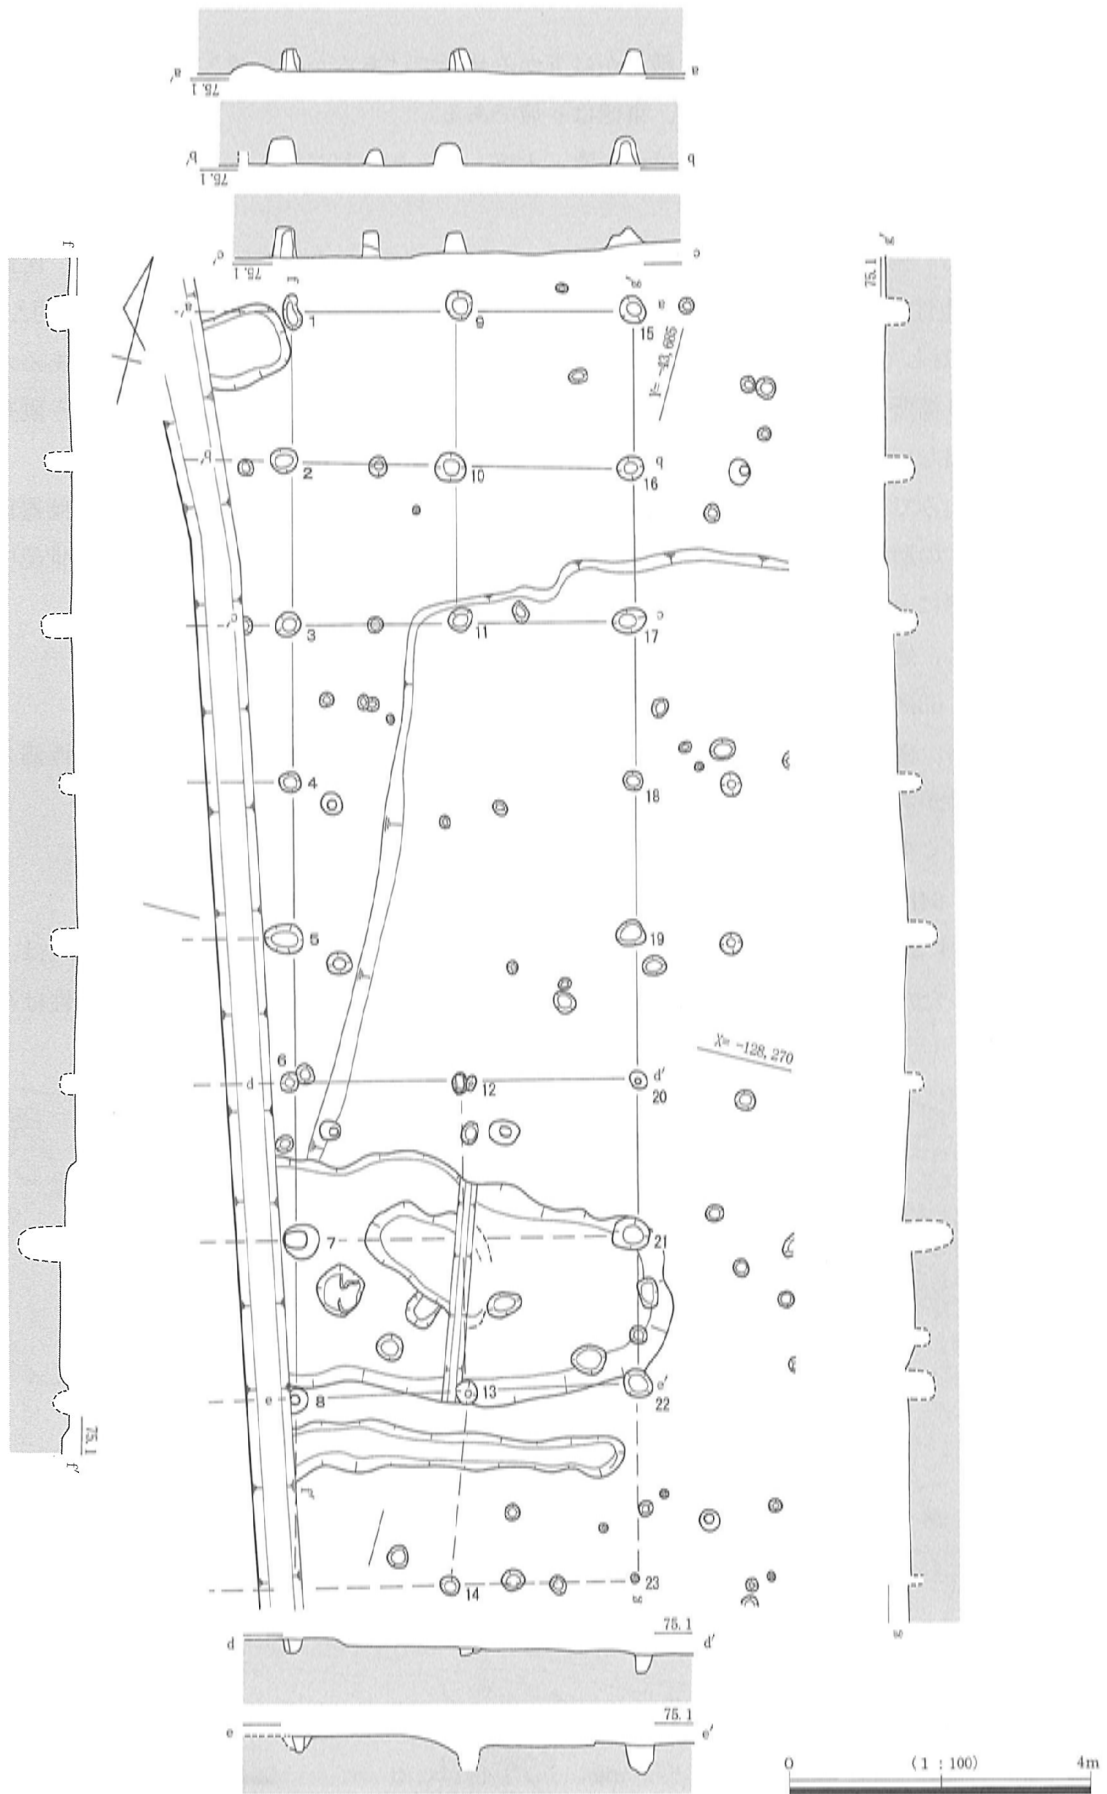 a' 75.1 a
b' 75.1 b
c' 75.1 c
f' 75.1 f
g' 75.1 g
a' 1 9 15 a
Y= -43,685
b' 2 10 16 b
c' 3 11 17 c
4 18
5 19
X= -128,270
6
d 12 d' 20
7 21
e 8 13 e' 22
14 23
75.1
d d'
75.1
e e'
0 (1 : 100) 4m